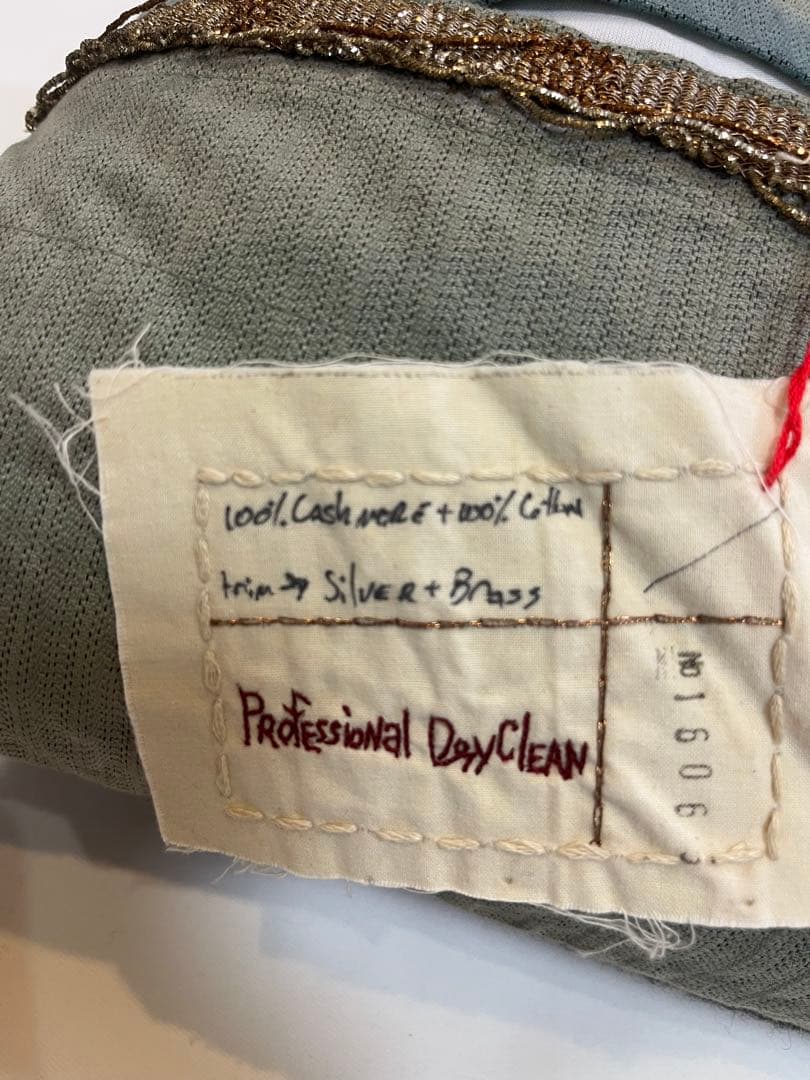 100% Cashmere + 100% Cotton
trim → Silver + Brass
Professional DryClean
No 1606